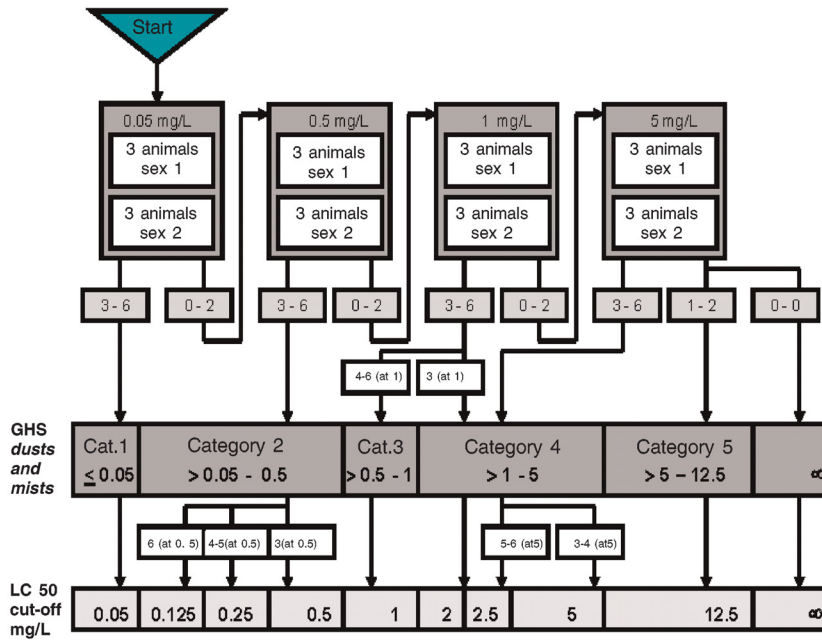 Start
0.05 mg/L
0.5 mg/L
1 mg/L
5 mg/L
3 animals
sex 1
3 animals
sex 1
3 animals
sex 1
3 animals
sex 1
3 animals
sex 2
3 animals
sex 2
3 animals
sex 2
3 animals
sex 2
3 - 6
0 - 2
3 - 6
0 - 2
3 - 6
0 - 2
3 - 6
1 - 2
0 - 0
4-6 (at 1)
3 (at 1)
GHS
dusts
and
mists
Cat.1
≤ 0.05
Category 2
> 0.05 - 0.5
Cat.3
> 0.5 - 1
Category 4
> 1 - 5
Category 5
> 5 – 12.5
∞
6 (at 0. 5)
4-5(at 0.5)
3(at 0.5)
5-6 (at5)
3-4 (at5)
LC 50
cut-off
mg/L
0.05
0.125
0.25
0.5
1
2
2.5
5
12.5
∞